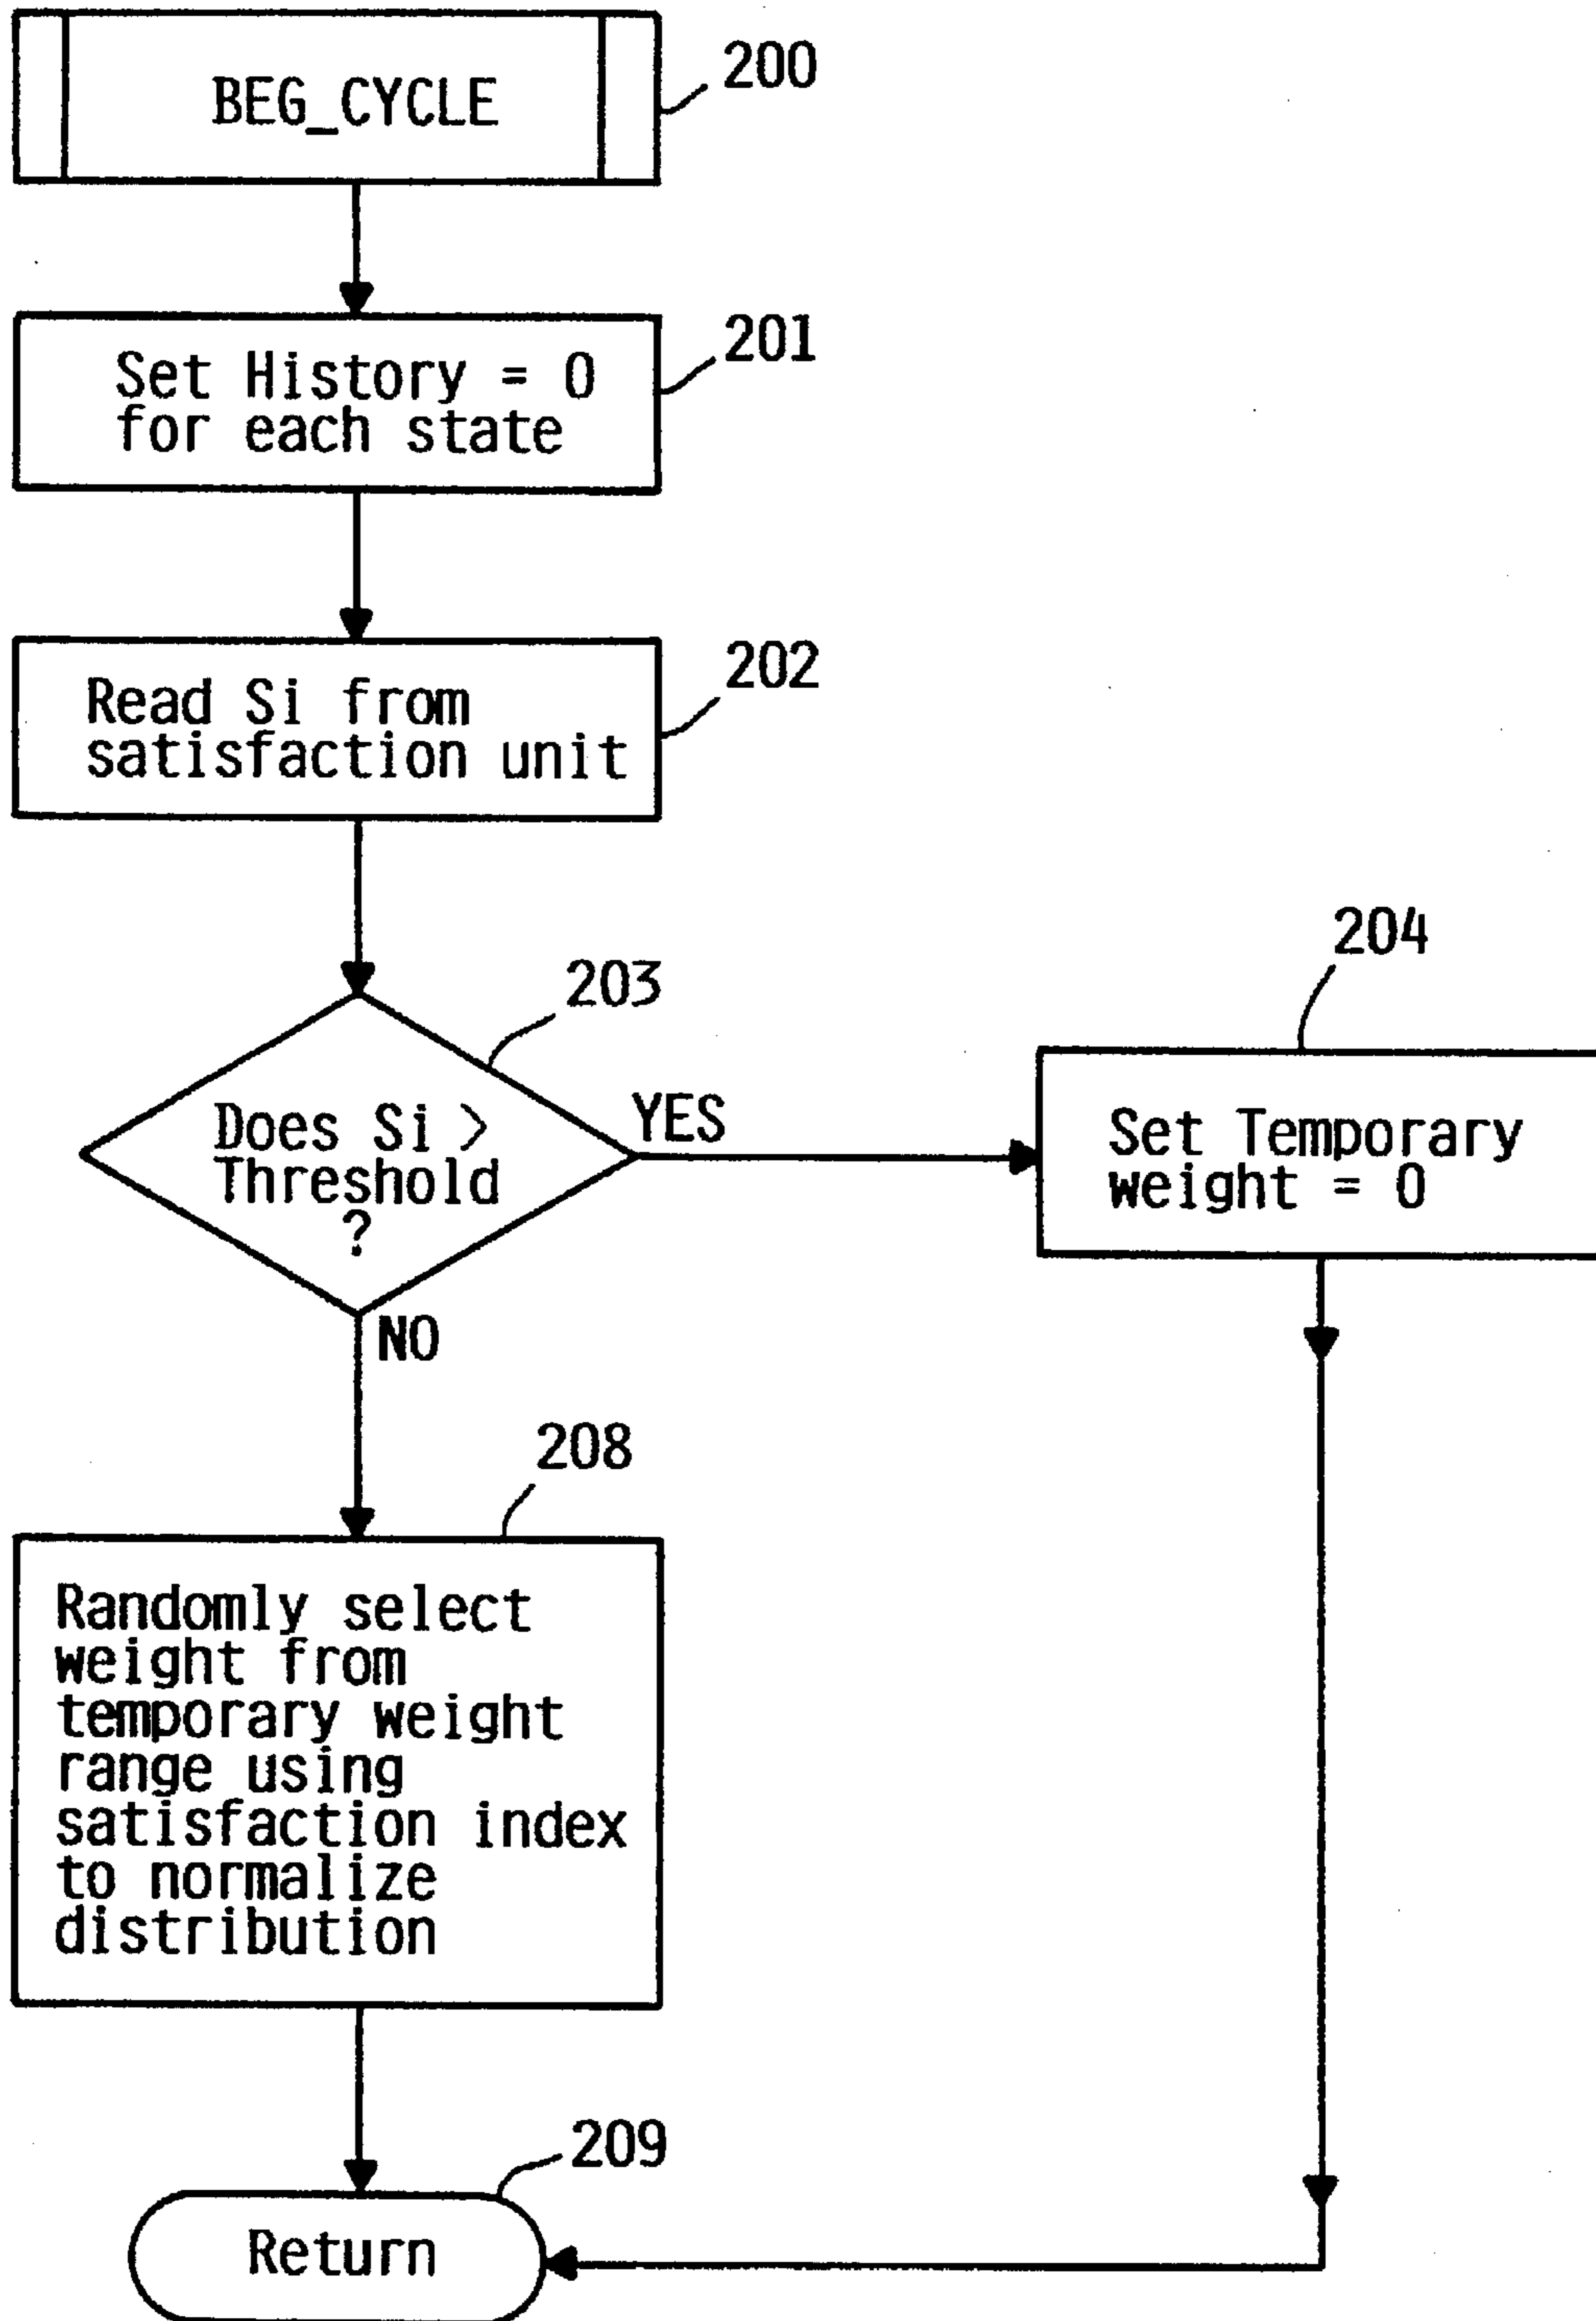 BEG_CYCLE
200
Set History = 0
for each state
201
Read Si from
satisfaction unit
202
203
Does Si >
Threshold
?
YES
NO
204
Set Temporary
weight = 0
208
Randomly select
weight from
temporary weight
range using
satisfaction index
to normalize
distribution
209
Return